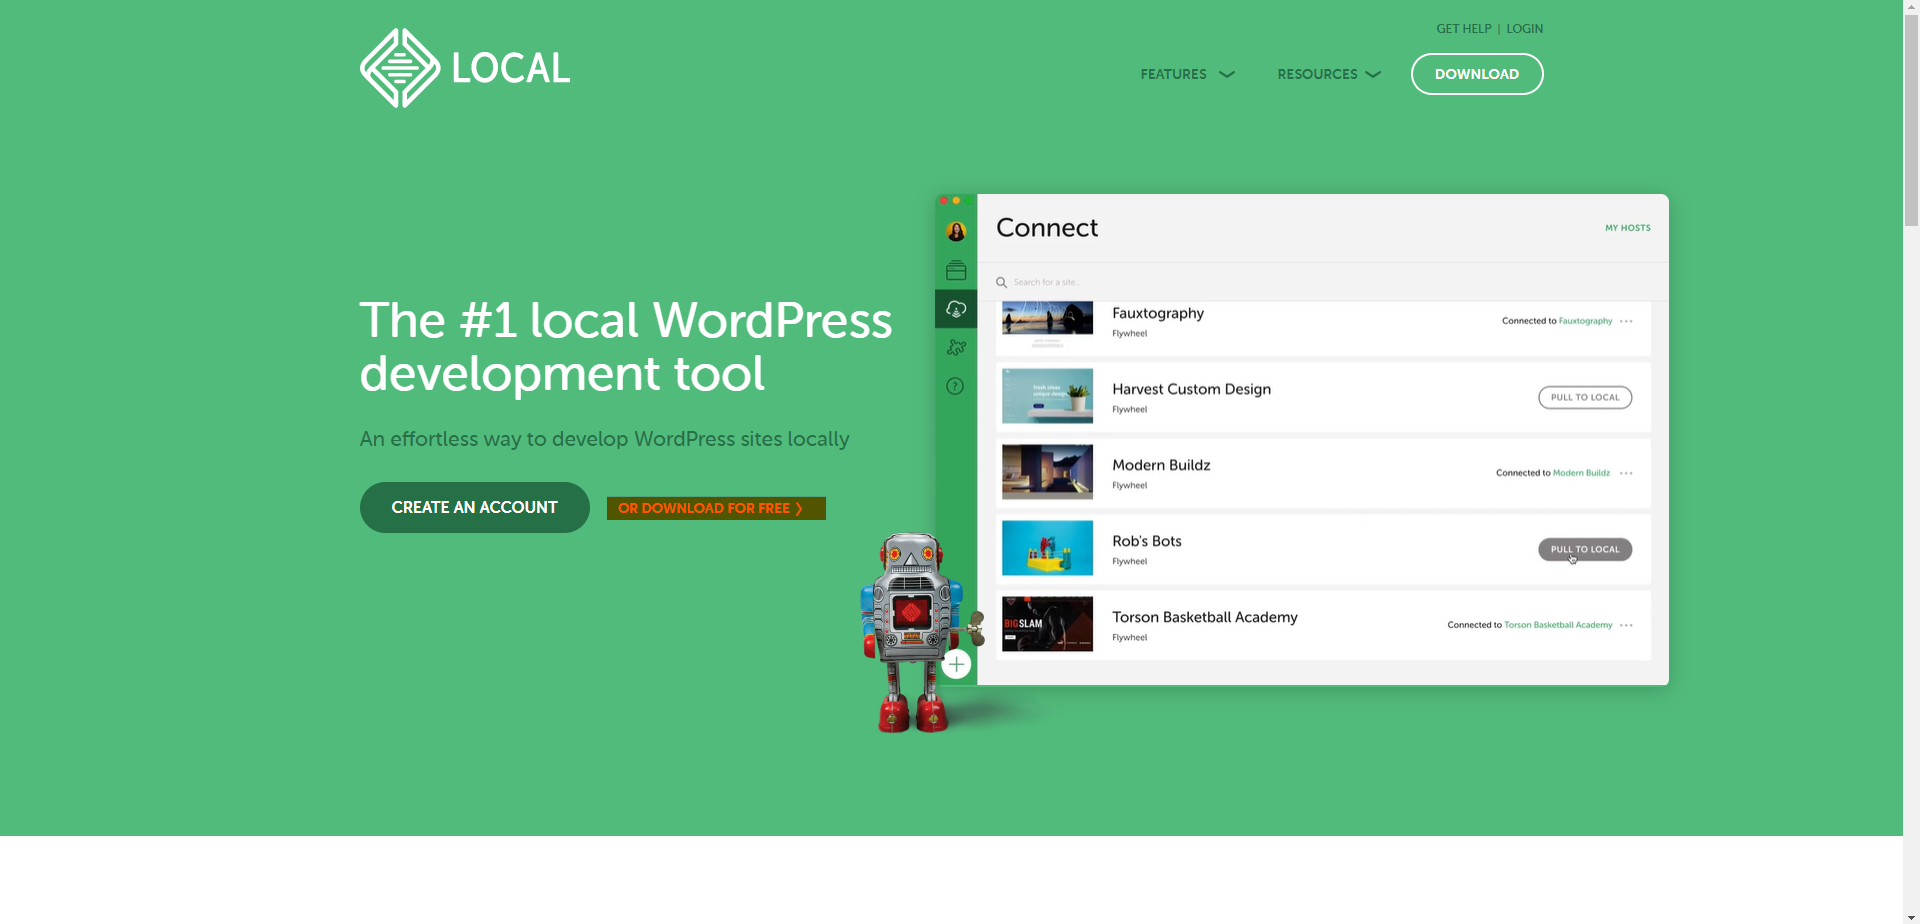 GET HELP | LOGIN
LOCAL
FEATURES
RESOURCES
DOWNLOAD
The #1 local WordPress
development tool
An effortless way to develop WordPress sites locally
CREATE AN ACCOUNT
OR DOWNLOAD FOR FREE ❭
Connect
MY HOSTS
Search for a site...
Fauxtography
Flywheel
Connected to Fauxtography
Harvest Custom Design
Flywheel
PULL TO LOCAL
Modern Buildz
Flywheel
Connected to Modern Buildz
Rob's Bots
Flywheel
PULL TO LOCAL
BIGSLAM
Torson Basketball Academy
Flywheel
Connected to Torson Basketball Academy